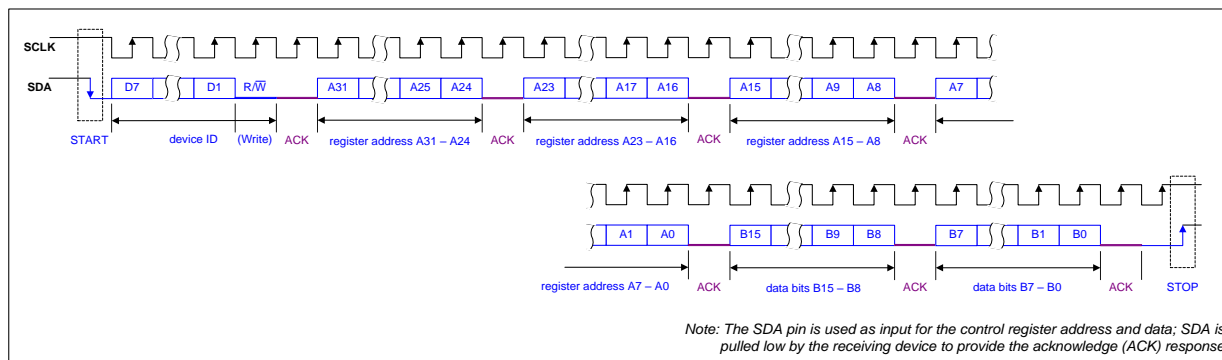 SCLK
SDA D7 D1 R/W A31 A25 A24 A23 A17 A16 A15 A9 A8 A7
START device ID (Write) ACK register address A31 – A24 ACK register address A23 – A16 ACK register address A15 – A8 ACK
A1 A0 B15 B9 B8 B7 B1 B0
register address A7 – A0 ACK data bits B15 – B8 ACK data bits B7 – B0 ACK STOP
Note: The SDA pin is used as input for the control register address and data; SDA is
pulled low by the receiving device to provide the acknowledge (ACK) response